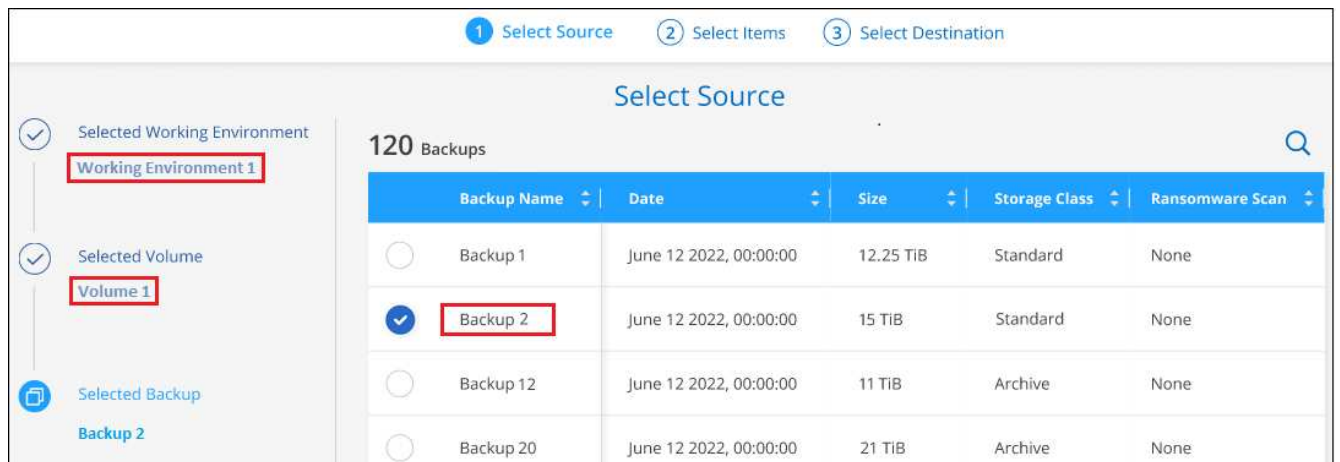 1 Select Source 2 Select Items 3 Select Destination
Select Source
Selected Working Environment
Working Environment 1
Selected Volume
Volume 1
Selected Backup
Backup 2
120 Backups
Backup Name Date Size Storage Class Ransomware Scan
Backup 1 June 12 2022, 00:00:00 12.25 TiB Standard None
Backup 2 June 12 2022, 00:00:00 15 TiB Standard None
Backup 12 June 12 2022, 00:00:00 11 TiB Archive None
Backup 20 June 12 2022, 00:00:00 21 TiB Archive None